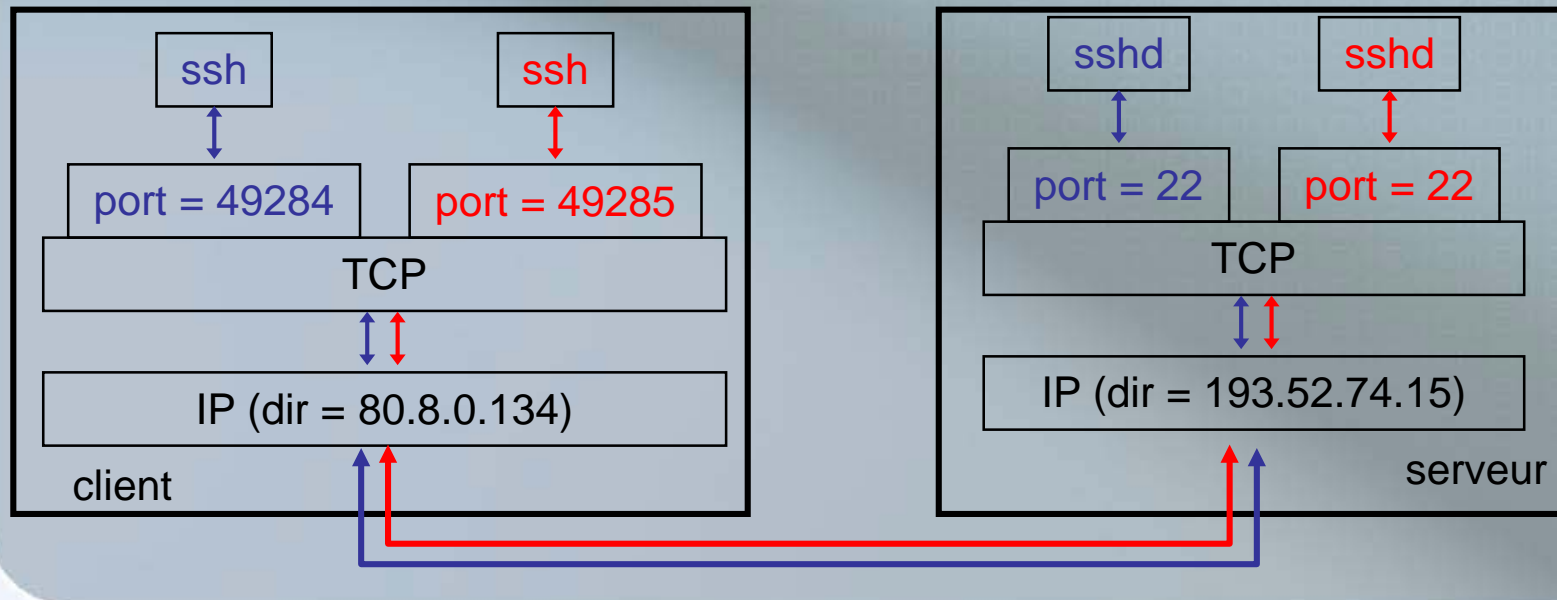 ssh
ssh
port = 49284
port = 49285
TCP
IP (dir = 80.8.0.134)
client
sshd
sshd
port = 22
port = 22
TCP
IP (dir = 193.52.74.15)
serveur